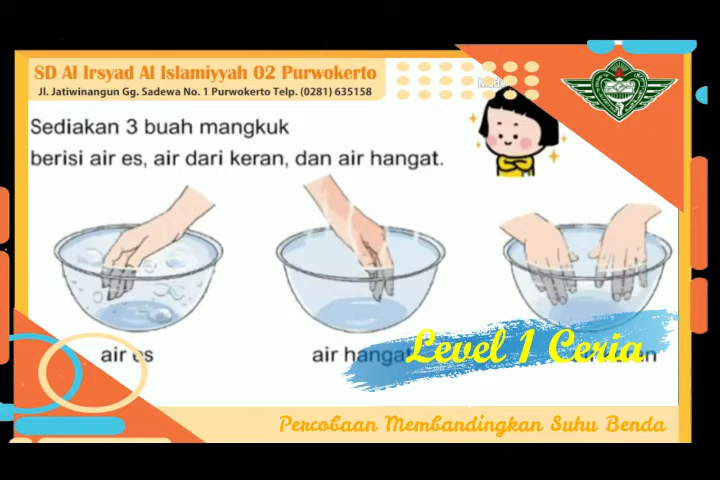 SD Al Irsyad Al Islamiyyah 02 Purwokerto
Jl. Jatiwinangun Gg. Sadewa No. 1 Purwokerto Telp. (0281) 635158
Sediakan 3 buah mangkuk
berisi air es, air dari keran, dan air hangat.
air es
air hangat
Level 1 Ceria
Percobaan Membandingkan Suhu Benda